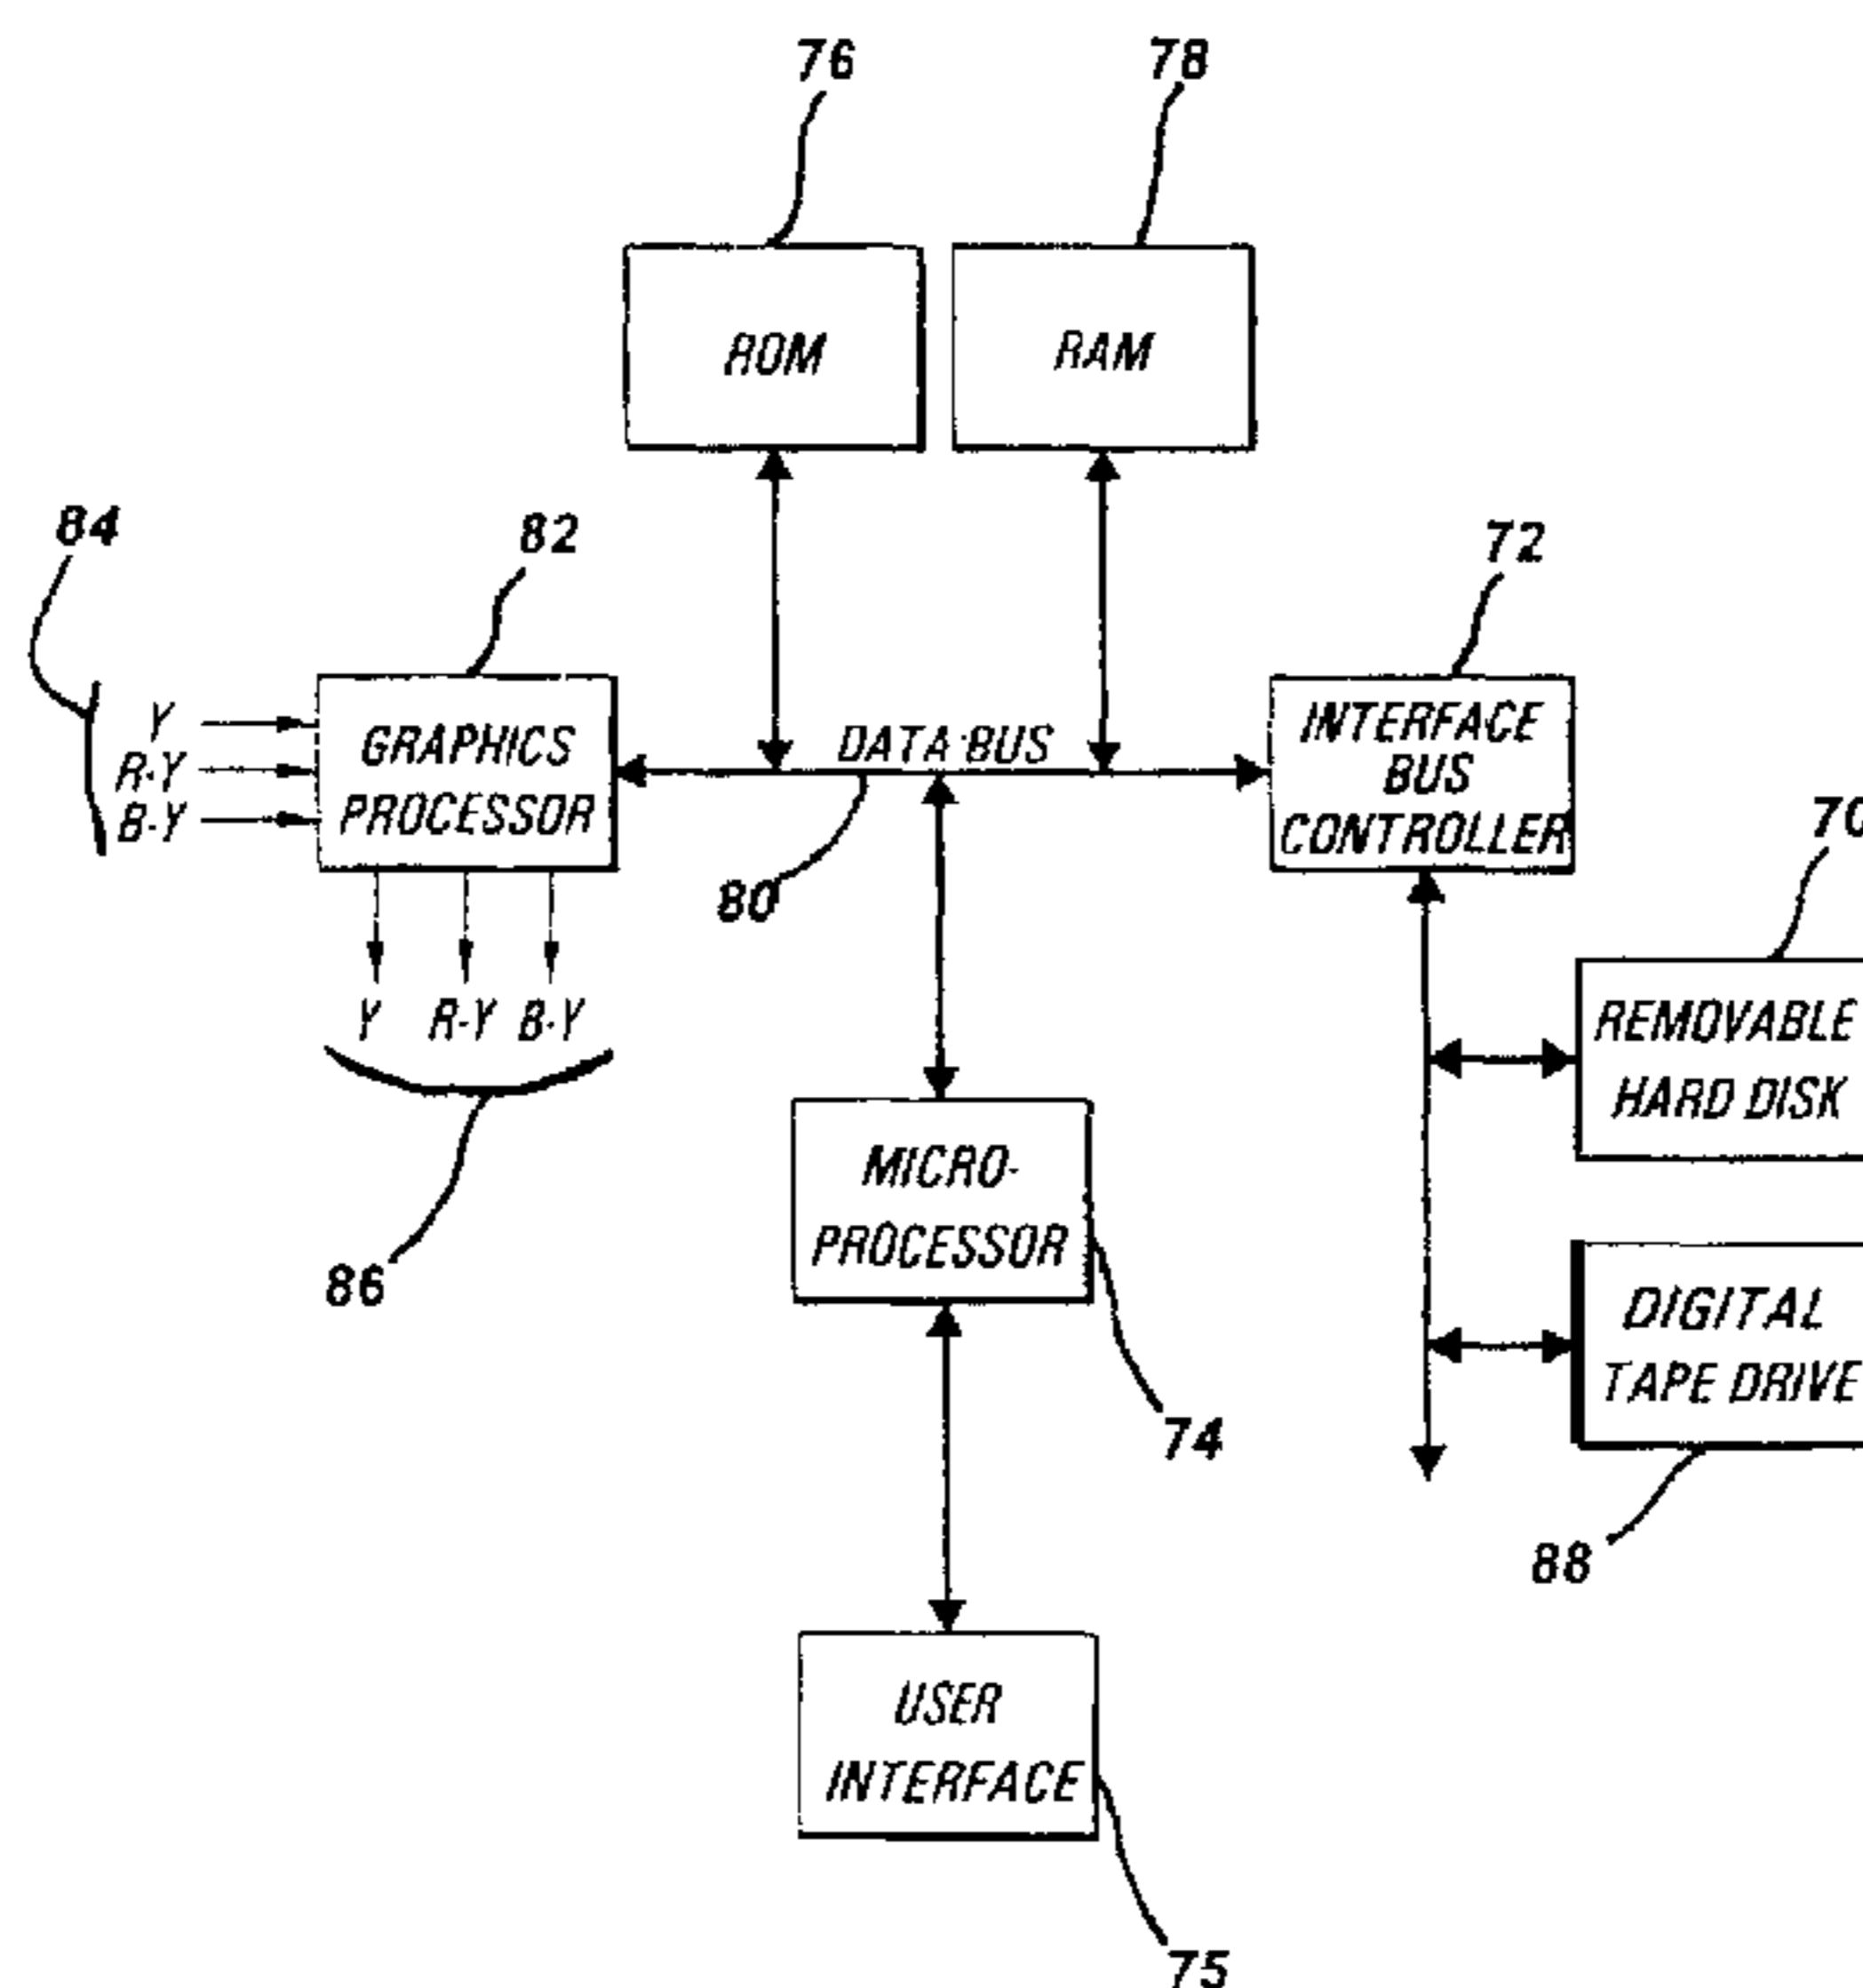 76
78
ROM
RAM
84
82
72
Y
R-Y
B-Y
GRAPHICS
PROCESSOR
DATA BUS
INTERFACE
BUS
CONTROLLER
80
70
Y R-Y B-Y
REMOVABLE
HARD DISK
86
MICRO-
PROCESSOR
74
DIGITAL
TAPE DRIVE
88
USER
INTERFACE
75